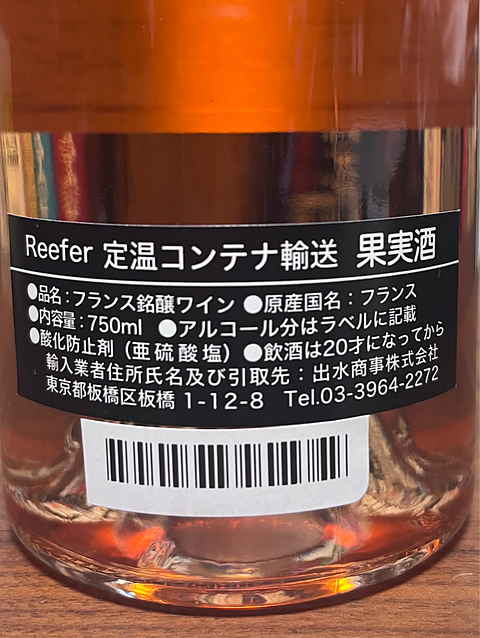 Reefer 定温コンテナ輸送 果実酒
●品名:フランス銘醸ワイン ●原産国名:フランス
●内容量:750ml ●アルコール分はラベルに記載
●酸化防止剤(亜硫酸塩)●飲酒は20才になってから
輸入業者住所氏名及び引取先:出水商事株式会社
東京都板橋区板橋 1-12-8 Tel.03-3964-2272